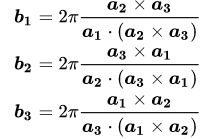 b₁ = 2π (a₂ × a₃) / (a₁ · (a₂ × a₃))
b₂ = 2π (a₃ × a₁) / (a₂ · (a₃ × a₁))
b₃ = 2π (a₁ × a₂) / (a₃ · (a₁ × a₂))